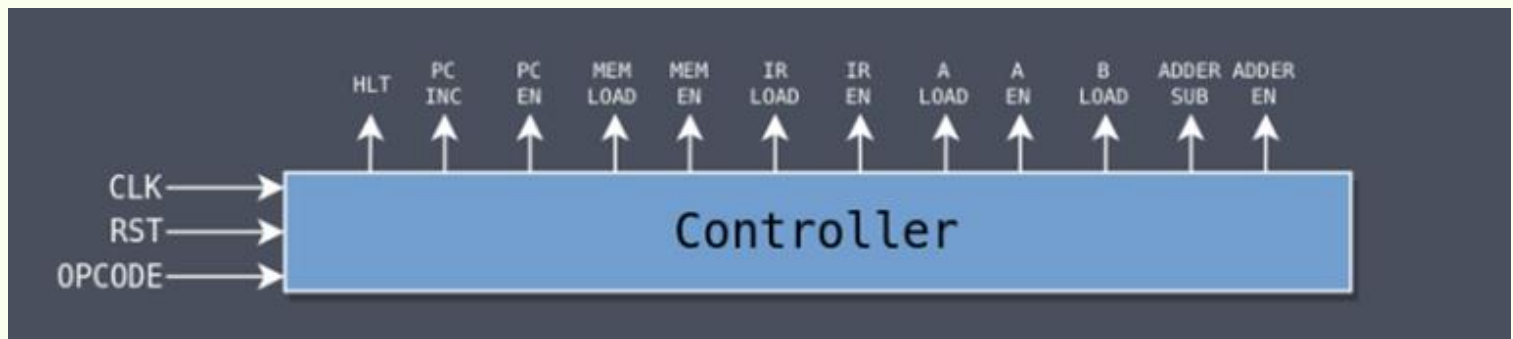 HLT
PC
INC
PC
EN
MEM
LOAD
MEM
EN
IR
LOAD
IR
EN
A
LOAD
A
EN
B
LOAD
ADDER
SUB
ADDER
EN
CLK
RST
OPCODE
Controller